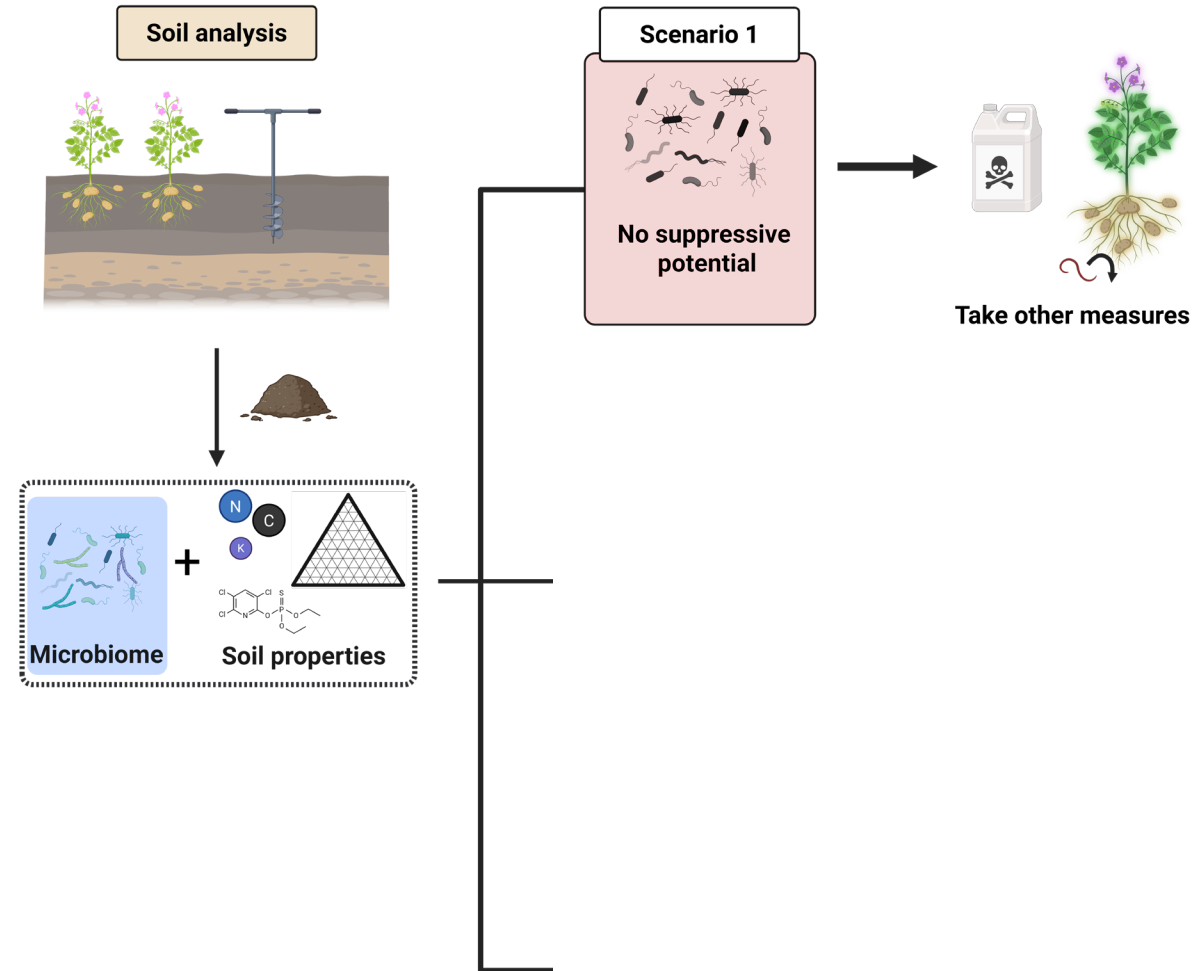 Soil analysis
Scenario 1
No suppressive
potential
Take other measures
N
C
K
+
Cl
Cl
S
Cl
N
O
P
O
O
Microbiome
Soil properties